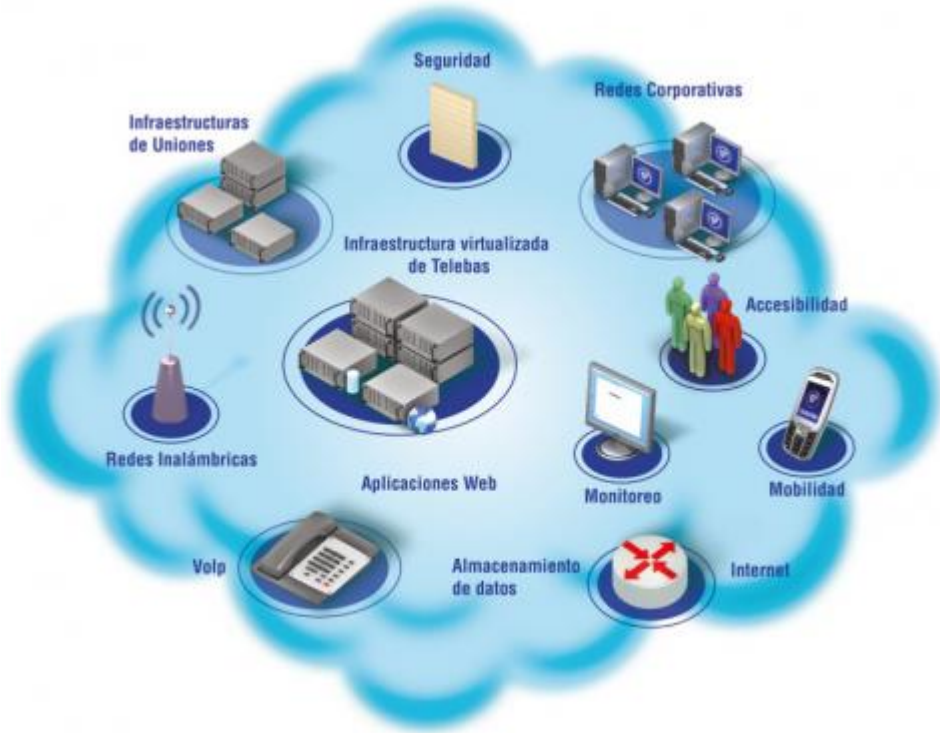 Seguridad
Redes Corporativas
Infraestructuras
de Uniones
Infraestructura virtualizada
de Telebas
Accesibilidad
Redes Inalámbricas
Aplicaciones Web
Monitoreo
Mobilidad
Volp
Almacenamiento
de datos
Internet